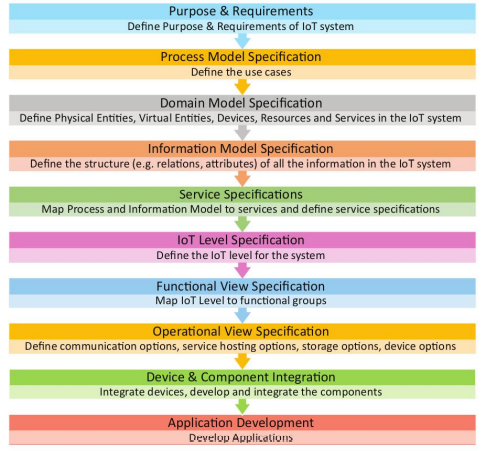 Purpose & Requirements
Define Purpose & Requirements of IoT system
Process Model Specification
Define the use cases
Domain Model Specification
Define Physical Entities, Virtual Entities, Devices, Resources and Services in the IoT system
Information Model Specification
Define the structure (e.g. relations, attributes) of all the information in the IoT system
Service Specifications
Map Process and Information Model to services and define service specifications
IoT Level Specification
Define the IoT level for the system
Functional View Specification
Map IoT Level to functional groups
Operational View Specification
Define communication options, service hosting options, storage options, device options
Device & Component Integration
Integrate devices, develop and integrate the components
Application Development
Develop Applications